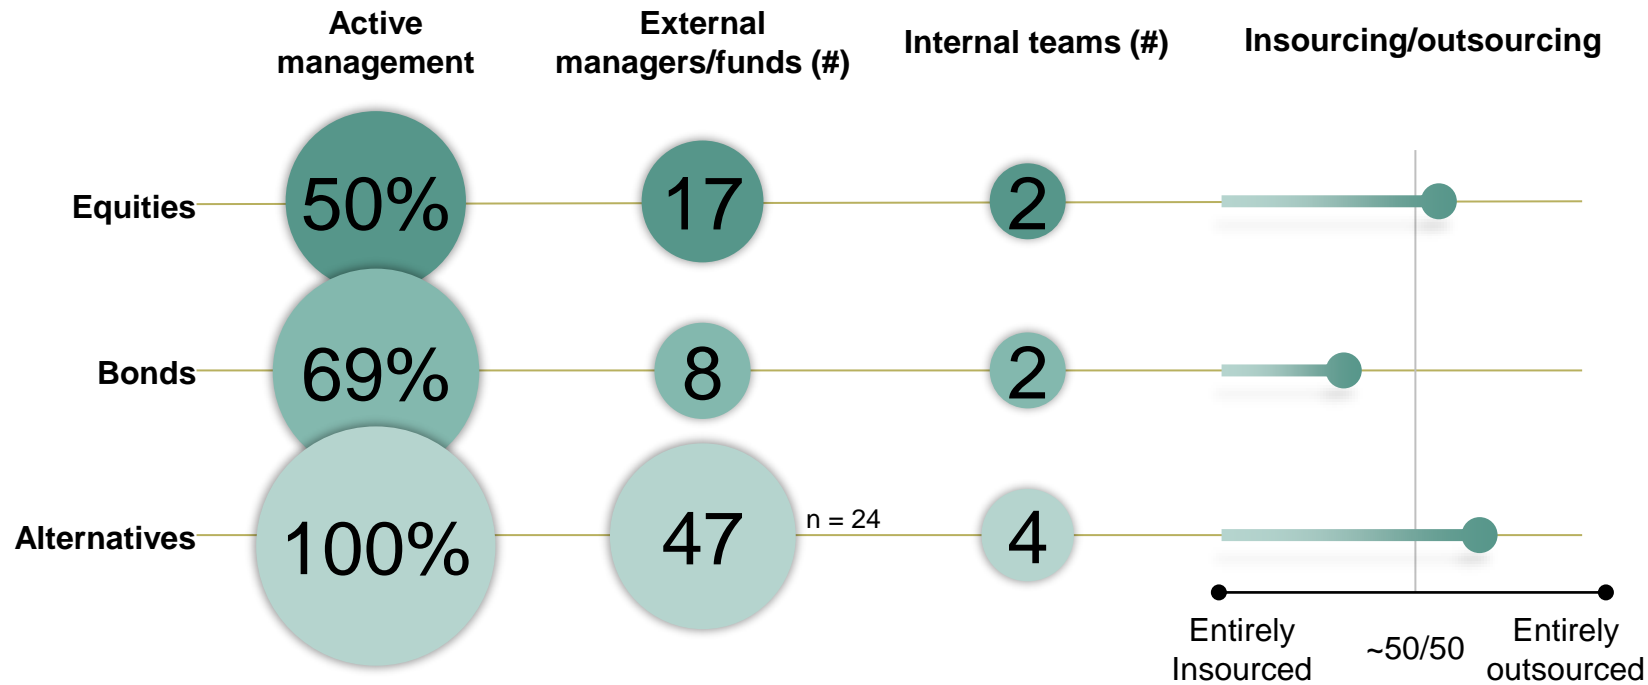 Active
management
External
managers/funds (#)
Internal teams (#)
Insourcing/outsourcing
Equities
50%
17
2
Bonds
69%
8
2
Alternatives
100%
47
n = 24
4
Entirely
Insourced
~50/50
Entirely
outsourced